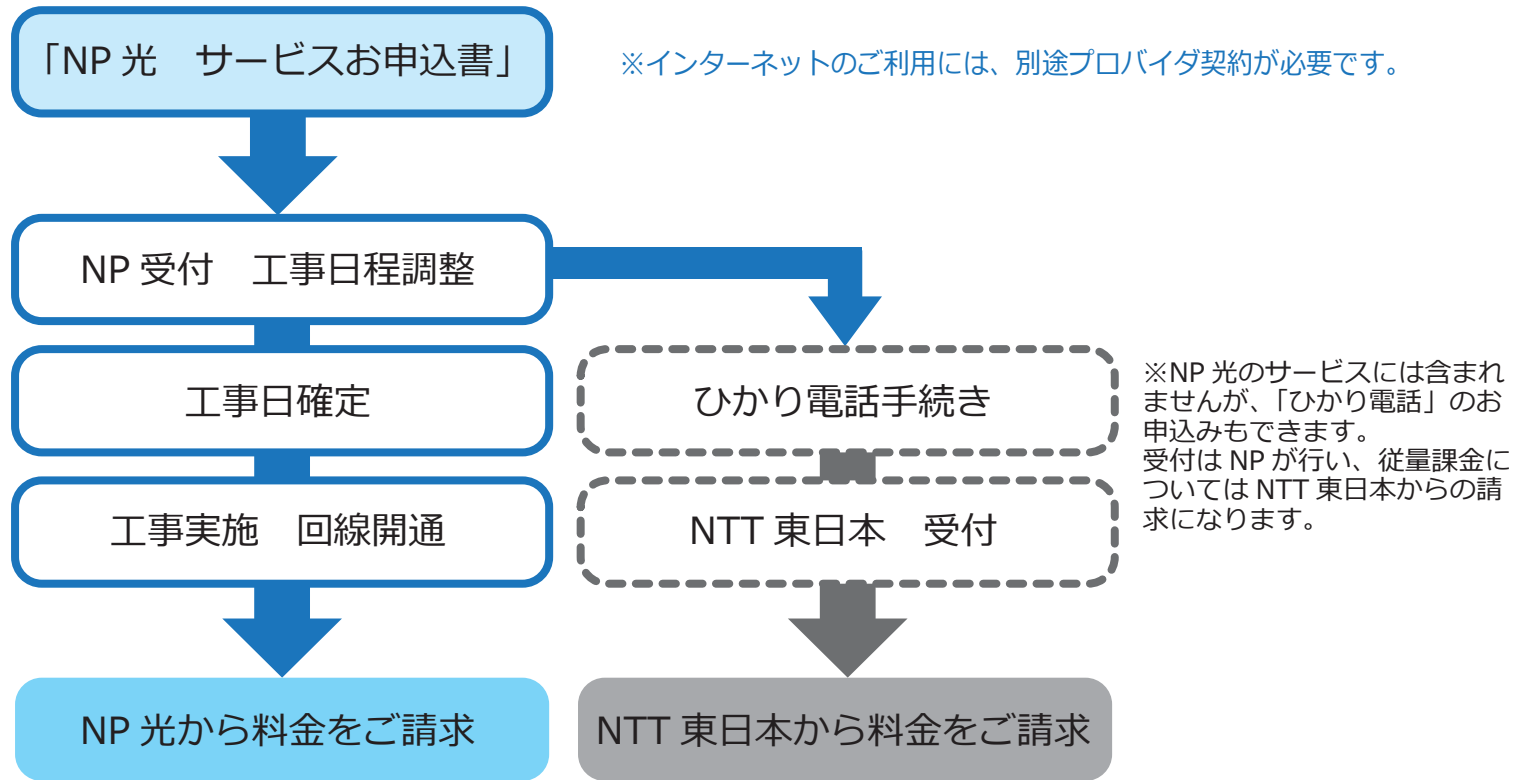 「NP 光　サービスお申込書」
※インターネットのご利用には、別途プロバイダ契約が必要です。
NP 受付　工事日程調整
工事日確定
工事実施　回線開通
NP 光から料金をご請求
ひかり電話手続き
NTT 東日本　受付
NTT 東日本から料金をご請求
※NP 光のサービスには含まれ
ませんが、「ひかり電話」のお
申込みもできます。
受付は NP が行い、従量課金に
ついては NTT 東日本からの請
求になります。